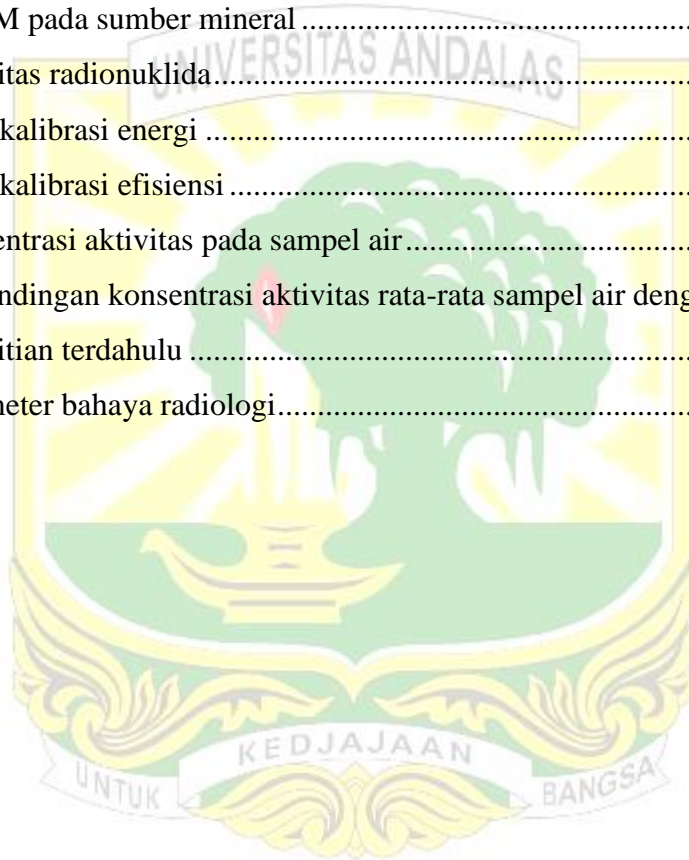 M pada sumber mineral ........................................
itas radionuklida........................................................
kalibrasi energi .........................................................
kalibrasi efisiensi ......................................................
entrasi aktivitas pada sampel air..................................
ndingan konsentrasi aktivitas rata-rata sampel air deng
itian terdahulu ...........................................................
meter bahaya radiologi................................................
UNIVERSITAS ANDALAS
UNTUK KEDJAJAAN BANGSA